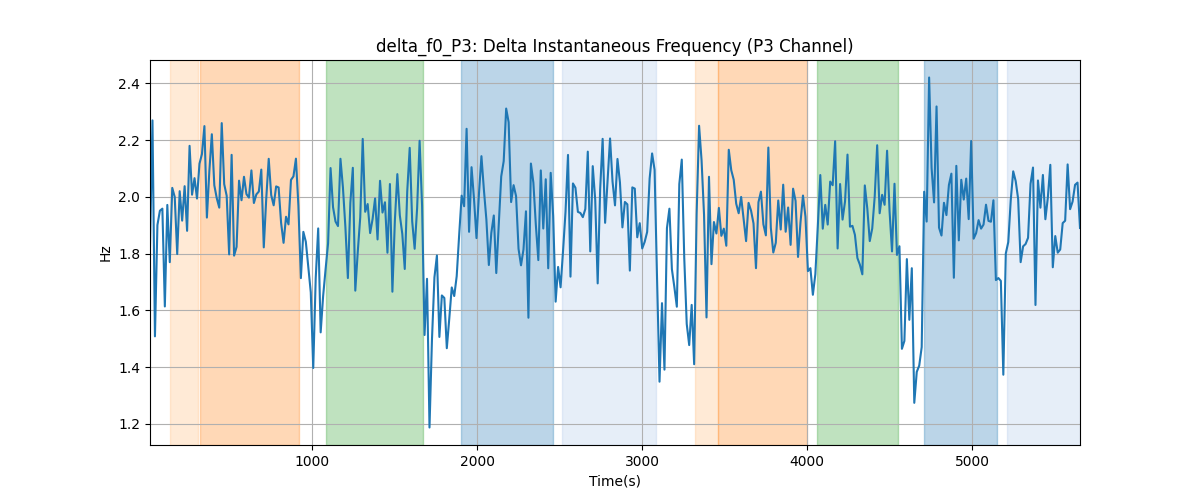 delta_f0_P3: Delta Instantaneous Frequency (P3 Channel)
Hz
2.4
2.2
2.0
1.8
1.6
1.4
1.2
1000 2000 3000 4000 5000
Time(s)